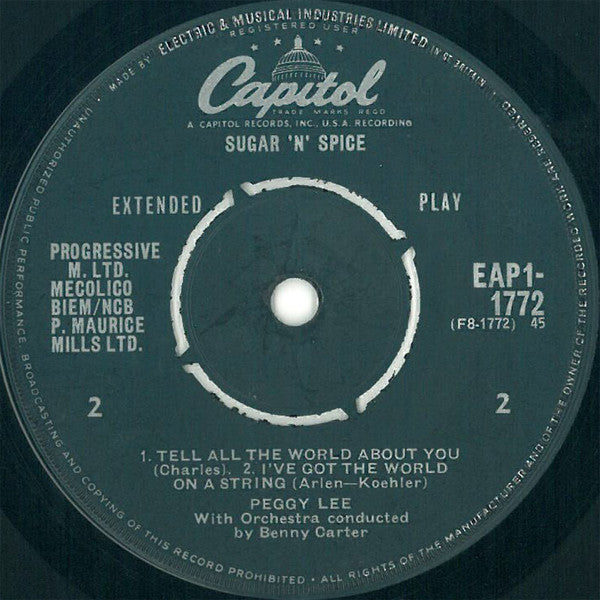 MADE BY ELECTRIC & MUSICAL INDUSTRIES LIMITED IN GT. BRITAIN
REGISTERED USER
Capitol
TRADE MARKS REGD
A CAPITOL RECORDS, INC., U.S.A. RECORDING
SUGAR 'N' SPICE
EXTENDED PLAY
PROGRESSIVE
M. LTD.
MECOLICO
BIEM/NCB
P. MAURICE
MILLS LTD.
EAP1-
1772
(F8-1772) 45
2 2
1. TELL ALL THE WORLD ABOUT YOU
(Charles). 2. I'VE GOT THE WORLD
ON A STRING (Arlen—Koehler)
PEGGY LEE
With Orchestra conducted
by Benny Carter
UNAUTHORIZED PUBLIC PERFORMANCE, BROADCASTING AND COPYING OF THIS RECORD PROHIBITED · ALL RIGHTS OF THE MANUFACTURER AND OF THE OWNER OF THE RECORDED WORK ARE RESERVED